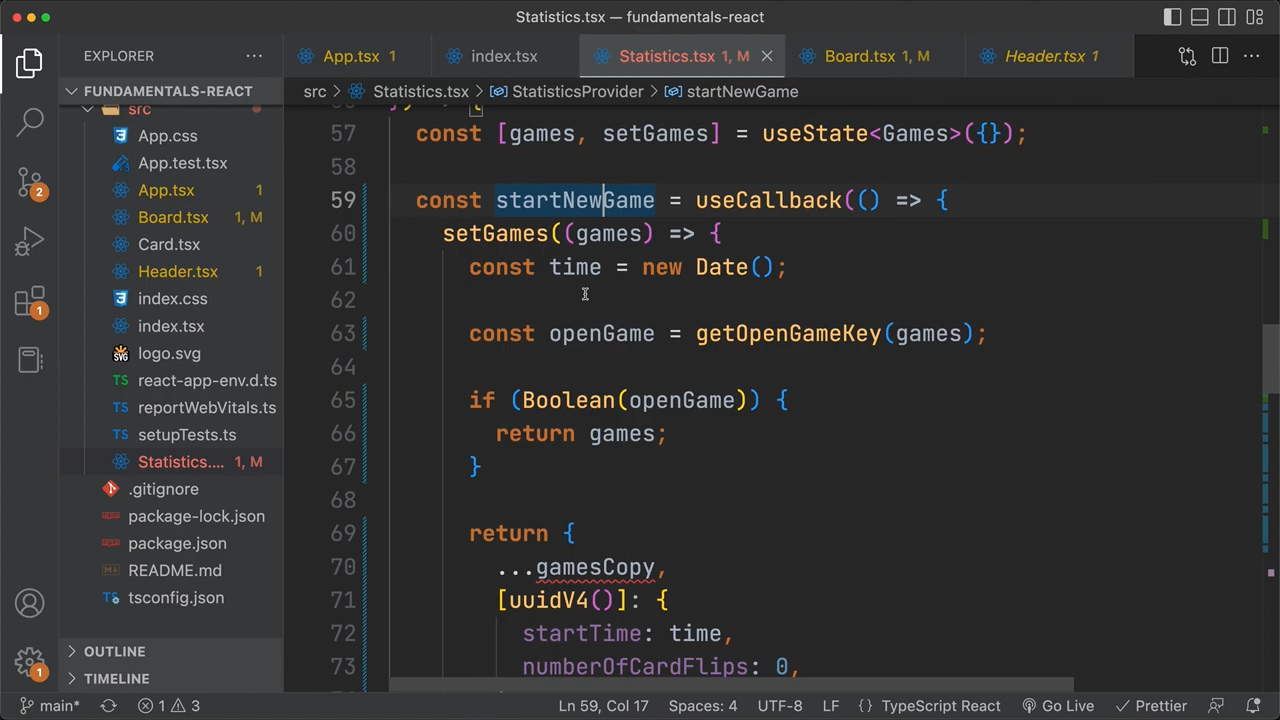 Statistics.tsx — fundamentals-react
EXPLORER
App.tsx 1
index.tsx
Statistics.tsx 1, M
Board.tsx 1, M
Header.tsx 1
FUNDAMENTALS-REACT
src > Statistics.tsx > StatisticsProvider > startNewGame
src
App.css
App.test.tsx
App.tsx 1
Board.tsx 1, M
Card.tsx
Header.tsx 1
index.css
index.tsx
logo.svg
react-app-env.d.ts
reportWebVitals.ts
setupTests.ts
Statistics.... 1, M
.gitignore
package-lock.json
package.json
README.md
tsconfig.json
OUTLINE
TIMELINE
57 const [games, setGames] = useState<Games>({});
58
59 const startNewGame = useCallback(() => {
60 setGames((games) => {
61 const time = new Date();
62
63 const openGame = getOpenGameKey(games);
64
65 if (Boolean(openGame)) {
66 return games;
67 }
68
69 return {
70 ...gamesCopy,
71 [uuidV4()]: {
72 startTime: time,
73 numberOfCardFlips: 0,
2
1
1
main* 1 3 Ln 59, Col 17 Spaces: 4 UTF-8 LF {} TypeScript React Go Live Prettier